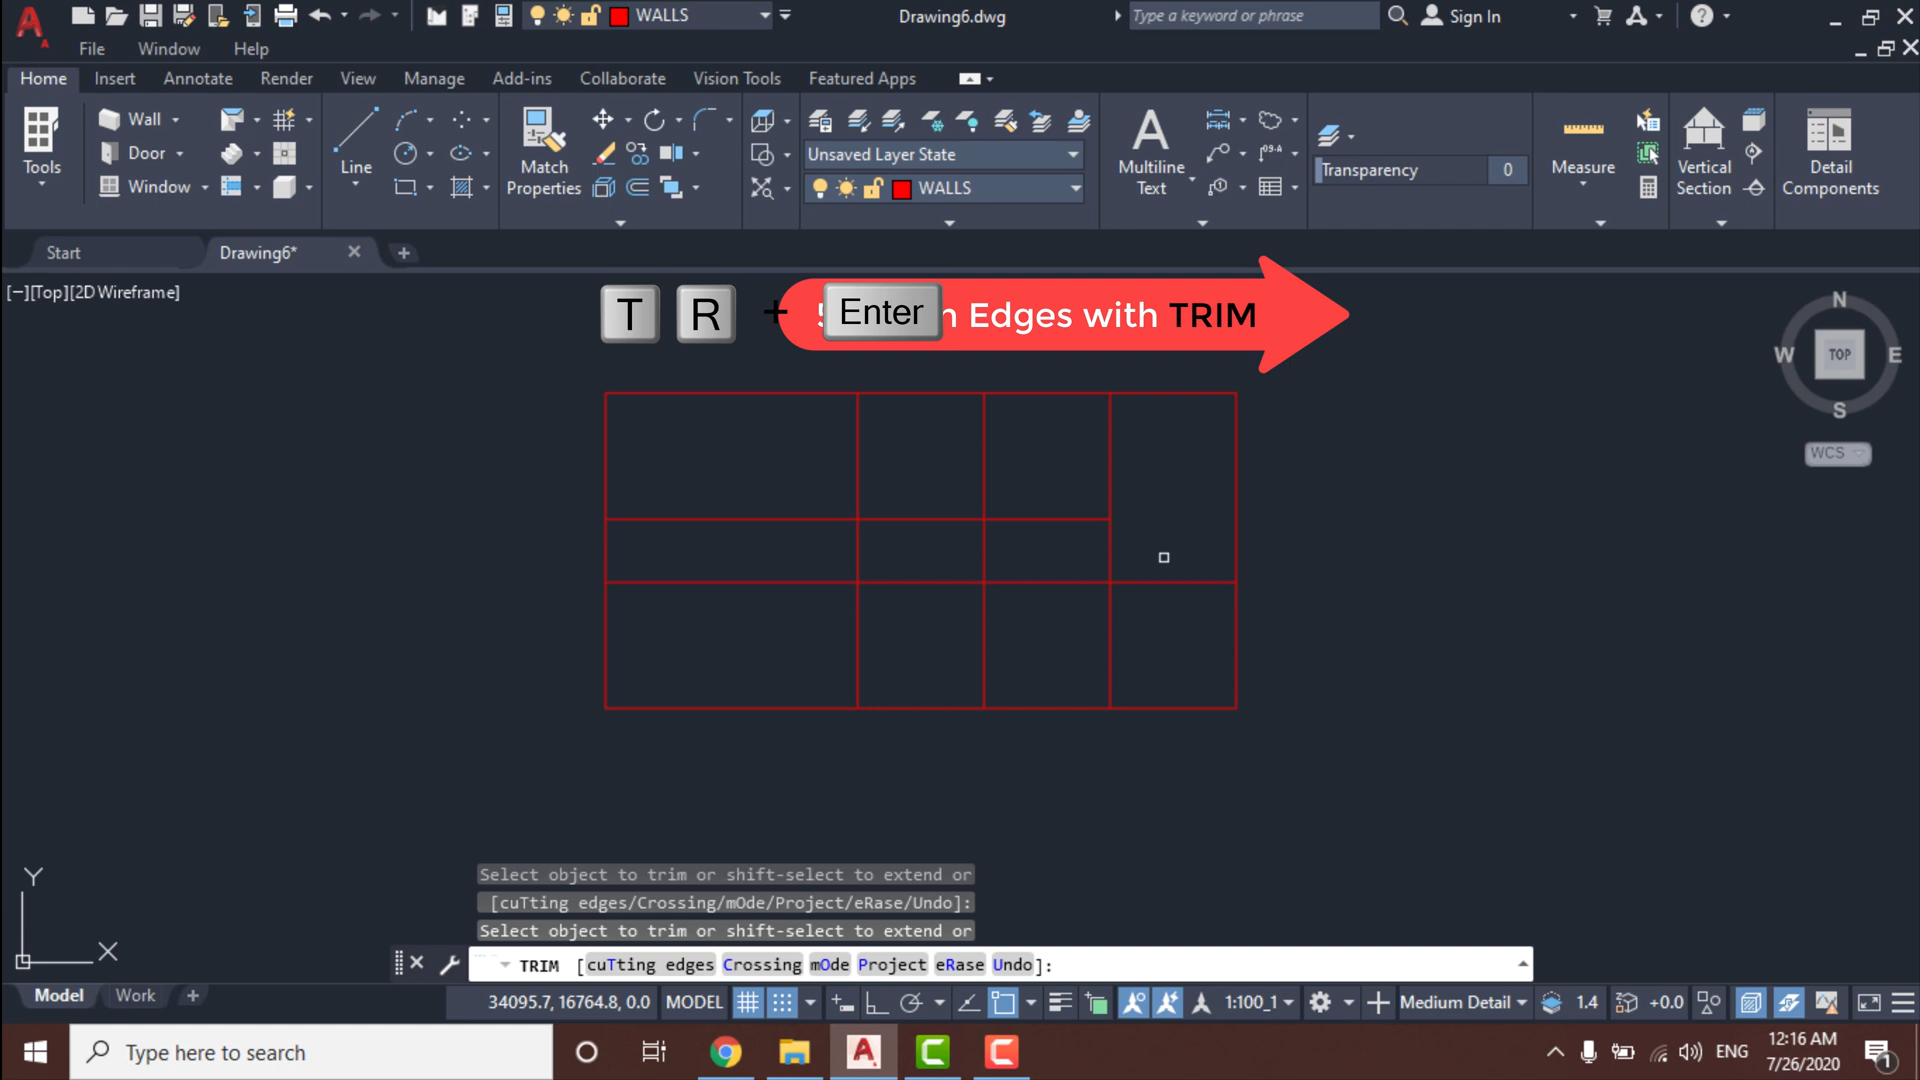 WALLS
Drawing6.dwg
Type a keyword or phrase
Sign In
File Window Help
Home Insert Annotate Render View Manage Add-ins Collaborate Vision Tools Featured Apps
Tools
Wall
Door
Window
Line
Match
Properties
Unsaved Layer State
WALLS
Multiline
Text
Transparency 0
Measure
Vertical
Section
Detail
Components
Start
Drawing6*
[−][Top][2D Wireframe]
T R + Enter
Edges with TRIM
N
W TOP E
S
WCS
Y
X
Select object to trim or shift-select to extend or
[cuTting edges/Crossing/mOde/Project/eRase/Undo]:
Select object to trim or shift-select to extend or
TRIM [cuTting edges Crossing mOde Project eRase Undo]:
Model Work
34095.7, 16764.8, 0.0 MODEL 1:100_1 Medium Detail 1.4 +0.0
Type here to search
ENG
12:16 AM
7/26/2020
1